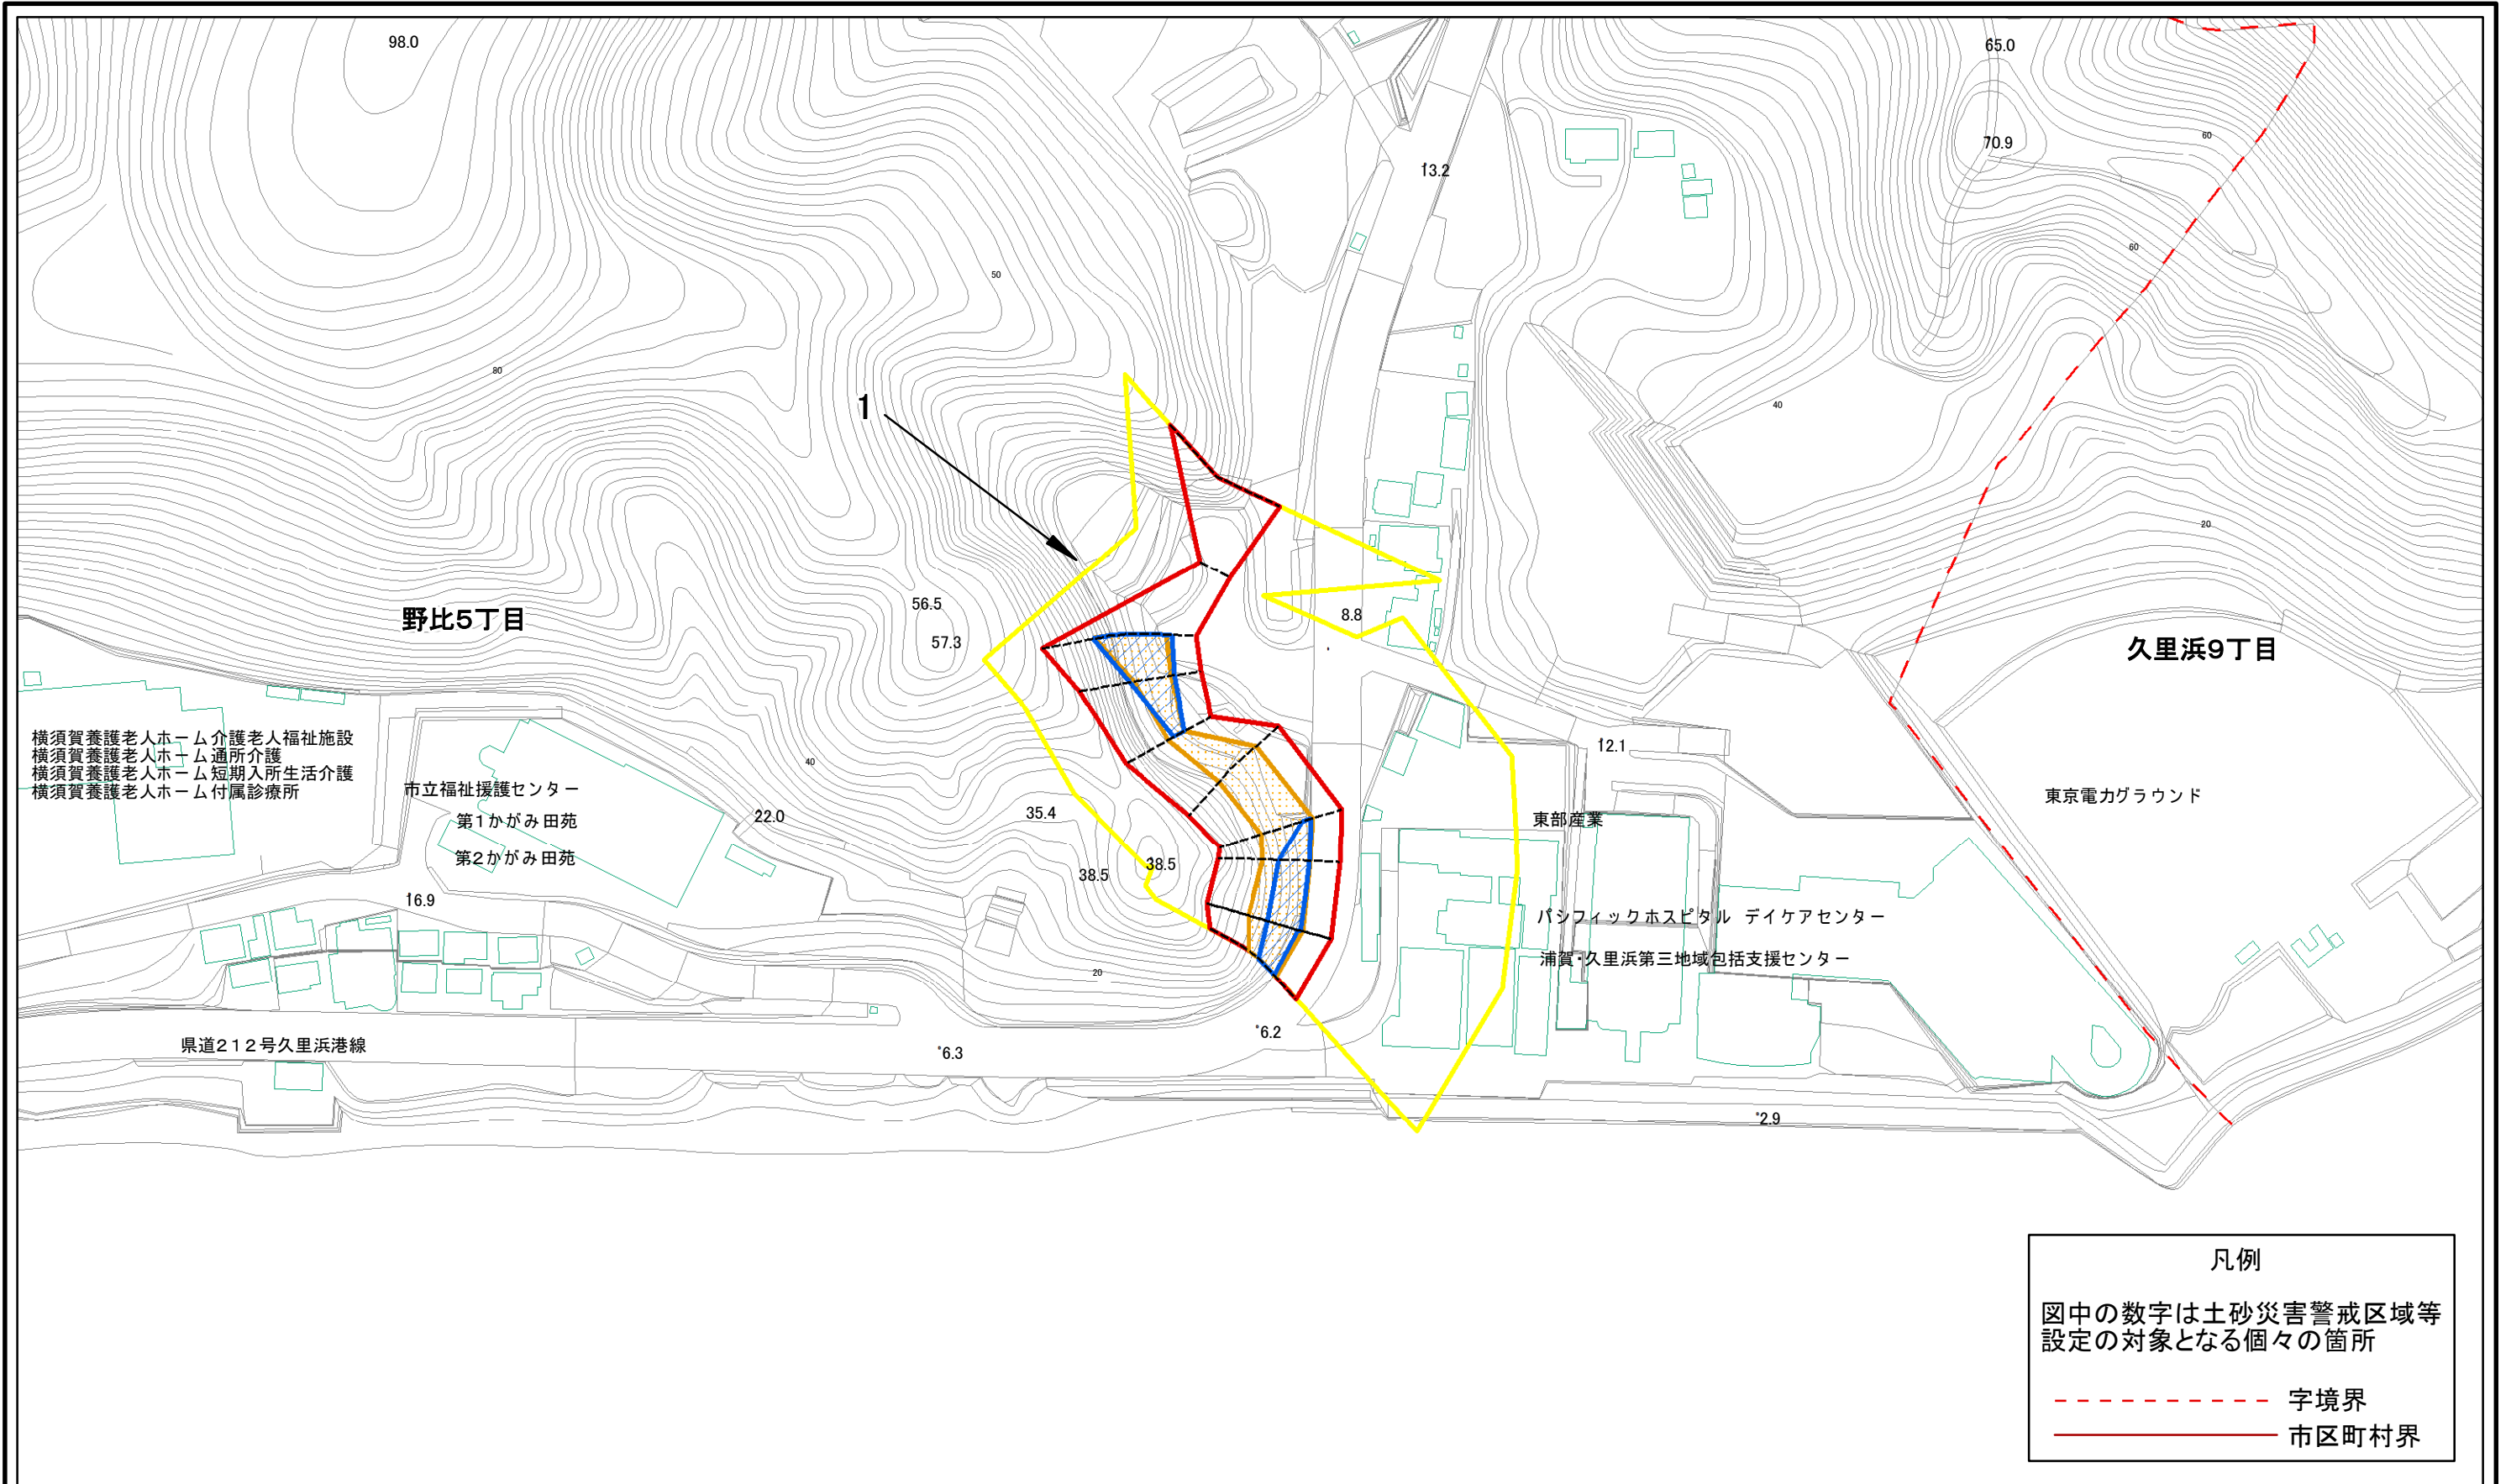 98.0
65.0
60
70.9
13.2
60
50
80
1
40
20
56.5
野比5丁目
8.8
57.3
久里浜9丁目
横須賀養護老人ホーム介護老人福祉施設
横須賀養護老人ホーム通所介護
横須賀養護老人ホーム短期入所生活介護
横須賀養護老人ホーム付属診療所
市立福祉援護センター
第1かがみ田苑
第2かがみ田苑
40
12.1
22.0
35.4
東部産業
東京電力グラウンド
38.5
38.5
16.9
パシフィックホスピタル デイケアセンター
浦賀・久里浜第三地域包括支援センター
20
県道212号久里浜港線
6.3
6.2
2.9
凡例
図中の数字は土砂災害警戒区域等
設定の対象となる個々の箇所
字境界
市区町村界